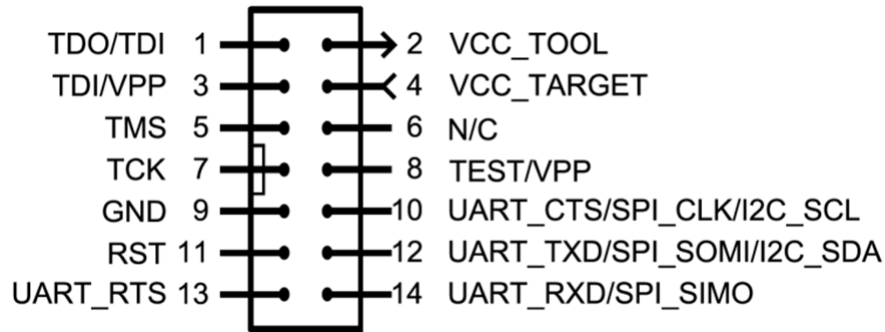 TDO/TDI 1 2 VCC_TOOL
TDI/VPP 3 4 VCC_TARGET
TMS 5 6 N/C
TCK 7 8 TEST/VPP
GND 9 10 UART_CTS/SPI_CLK/I2C_SCL
RST 11 12 UART_TXD/SPI_SOMI/I2C_SDA
UART_RTS 13 14 UART_RXD/SPI_SIMO